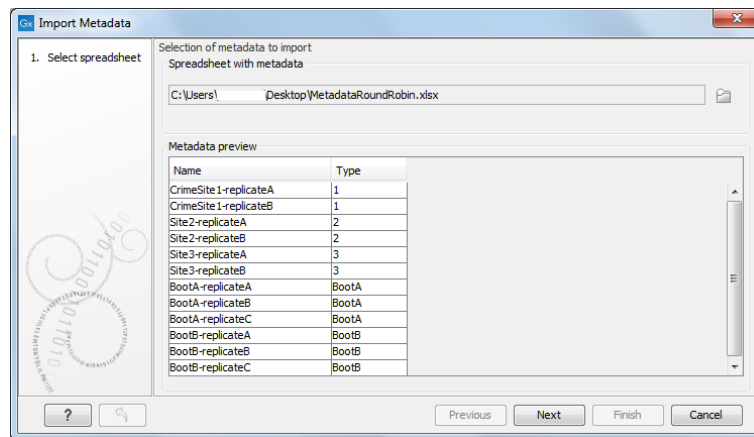 Gx Import Metadata
1. Select spreadsheet
Selection of metadata to import
Spreadsheet with metadata
C:\Users\ \Desktop\MetadataRoundRobin.xlsx
Metadata preview
Name Type
CrimeSite1-replicateA 1
CrimeSite1-replicateB 1
Site2-replicateA 2
Site2-replicateB 2
Site3-replicateA 3
Site3-replicateB 3
BootA-replicateA BootA
BootA-replicateB BootA
BootA-replicateC BootA
BootB-replicateA BootB
BootB-replicateB BootB
BootB-replicateC BootB
? Previous Next Finish Cancel